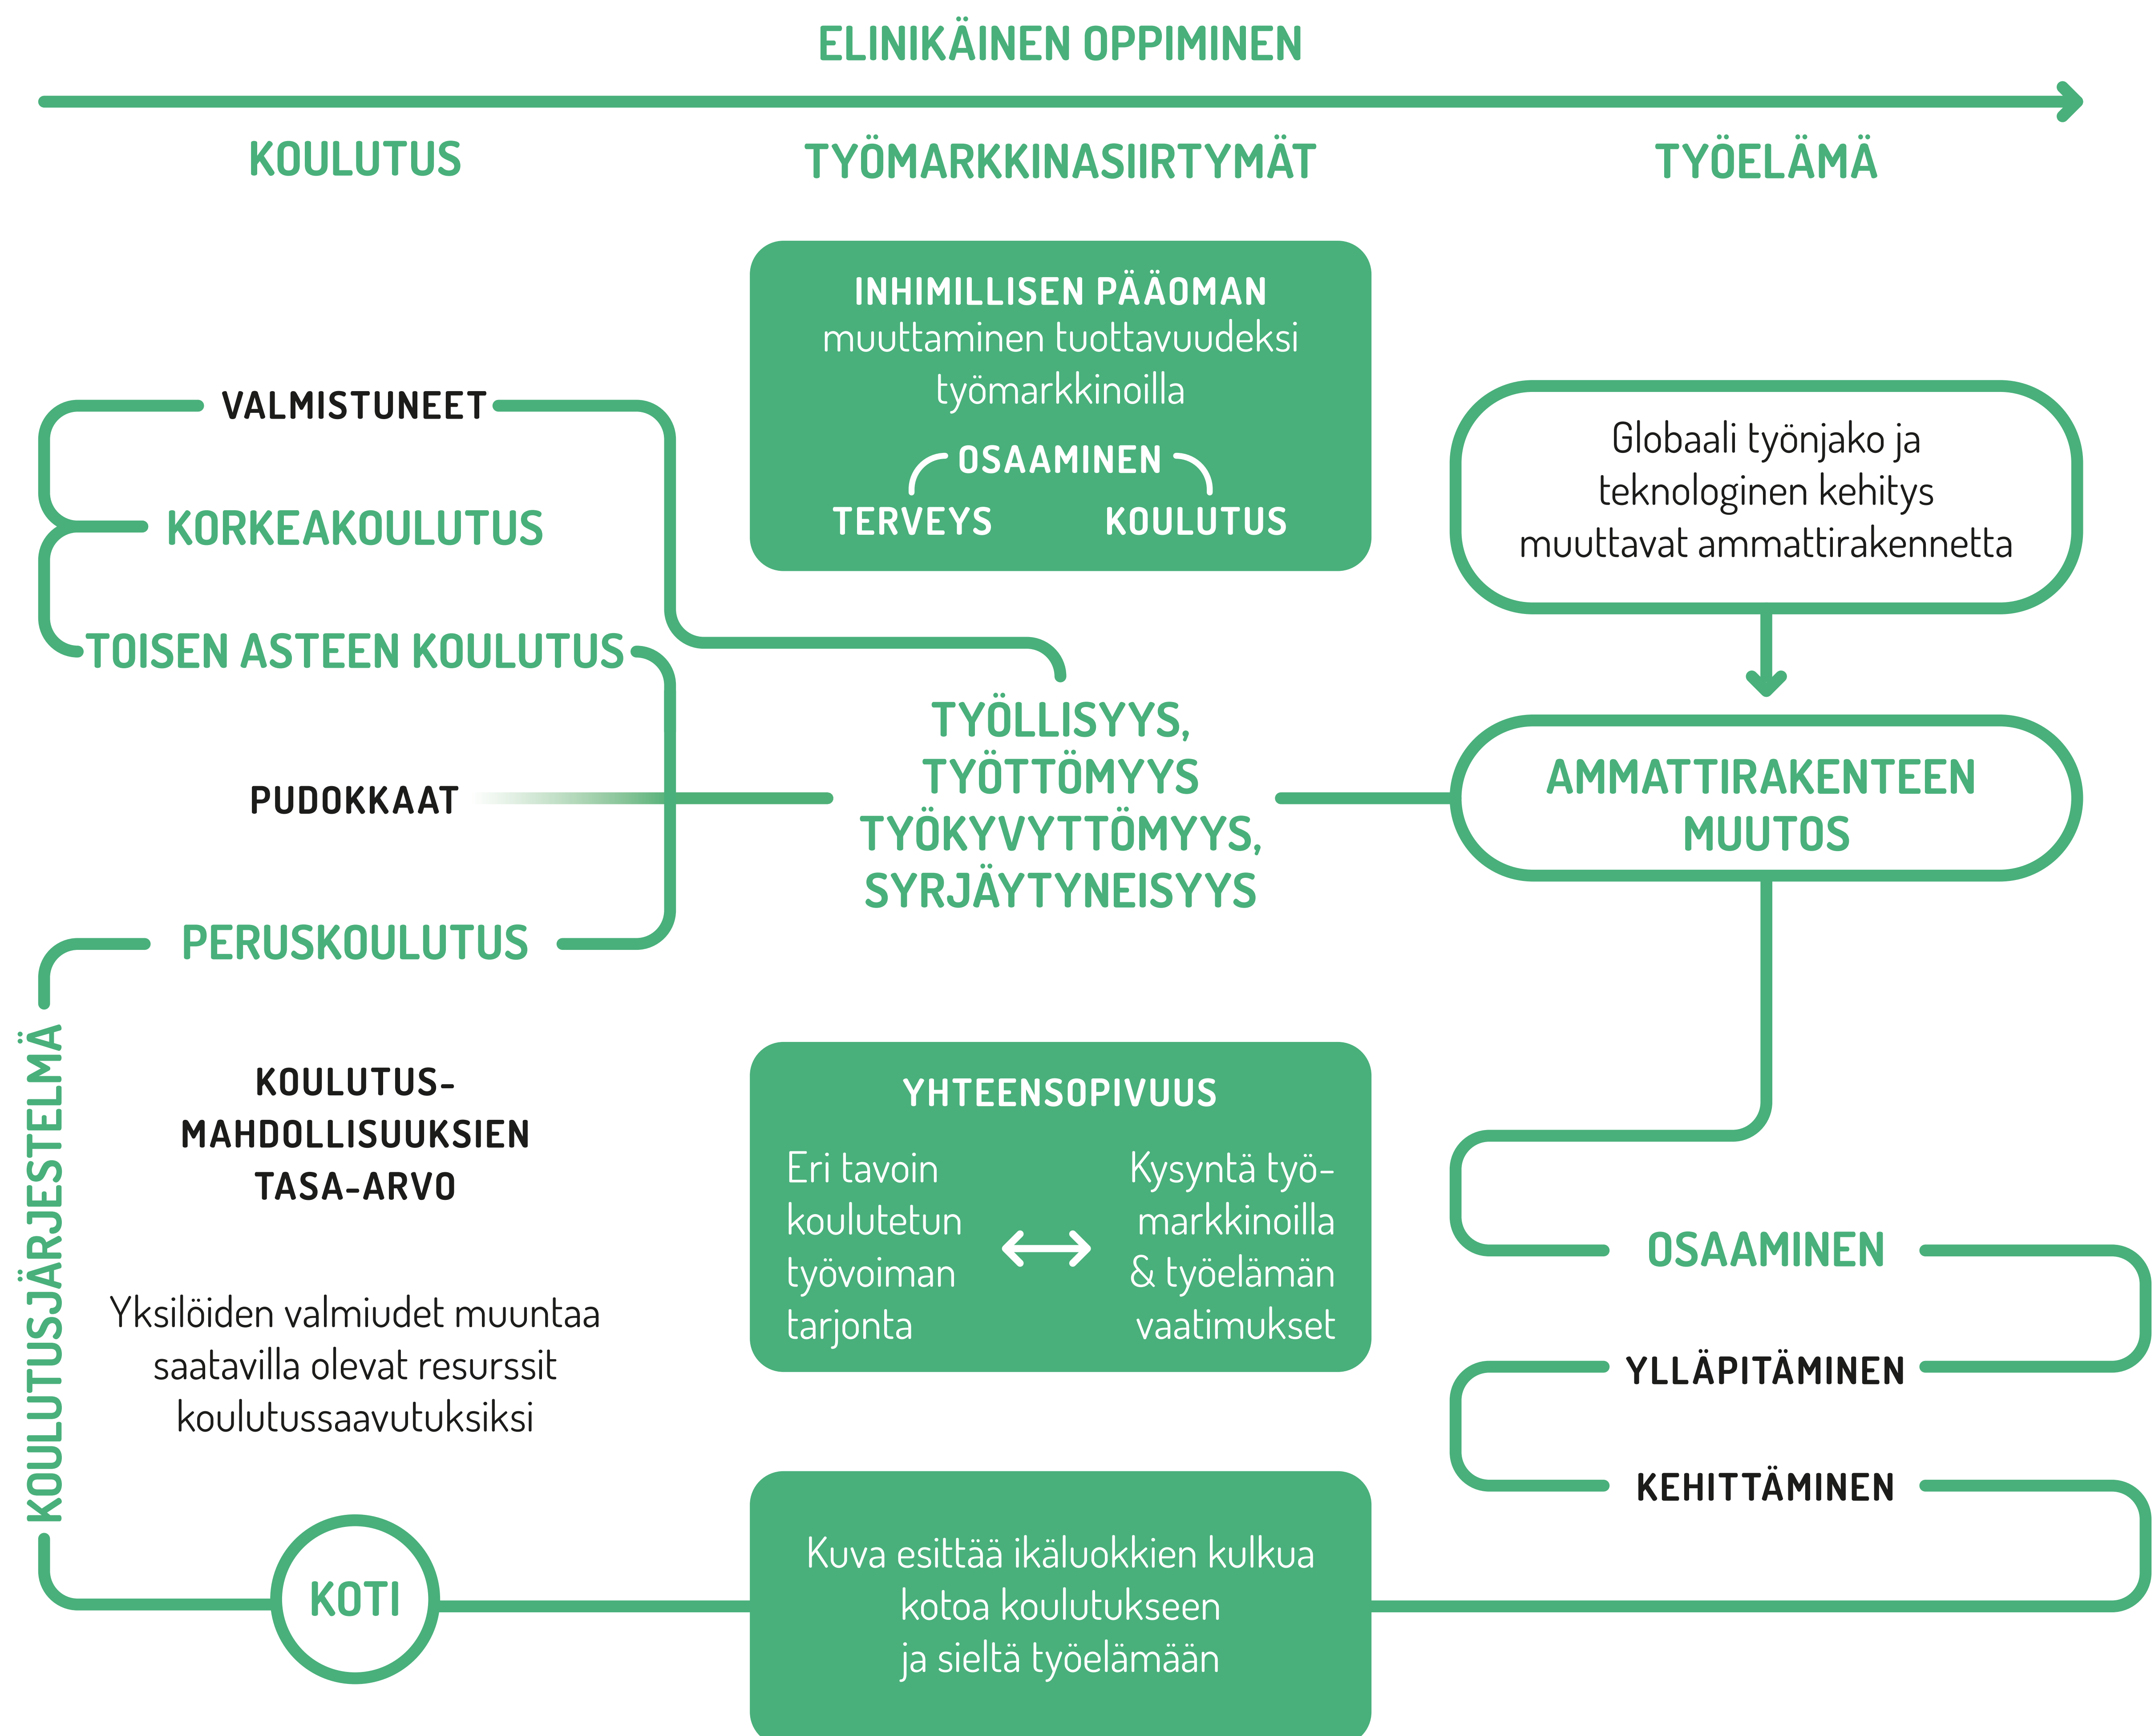 ELINIKÄINEN OPPIMINEN
KOULUTUS
TYÖMARKKINASIIRTYMÄT
TYÖELÄMÄ
VALMISTUNEET
KORKEAKOULUTUS
TOISEN ASTEEN KOULUTUS
PUDOKKAAT
PERUSKOULUTUS
KOULUTUSJÄRJESTELMÄ
KOULUTUS-
MAHDOLLISUUKSIEN
TASA-ARVO
Yksilöiden valmiudet muuntaa
saatavilla olevat resurssit
koulutussaavutuksiksi
KOTI
INHIMILLISEN PÄÄOMAN
muuttaminen tuottavuudeksi
työmarkkinoilla
OSAAMINEN
TERVEYS
KOULUTUS
TYÖLLISYYS,
TYÖTTÖMYYS
TYÖKYVYTTÖMYYS,
SYRJÄYTYNEISYYS
YHTEENSOPIVUUS
Eri tavoin
koulutetun
työvoiman
tarjonta
Kysyntä työ-
markkinoilla
& työelämän
vaatimukset
Kuva esittää ikäluokkien kulkua
kotoa koulutukseen
ja sieltä työelämään
Globaali työnjako ja
teknologinen kehitys
muuttavat ammattirakennetta
AMMATTIRAKENTEEN
MUUTOS
OSAAMINEN
YLLÄPITÄMINEN
KEHITTÄMINEN